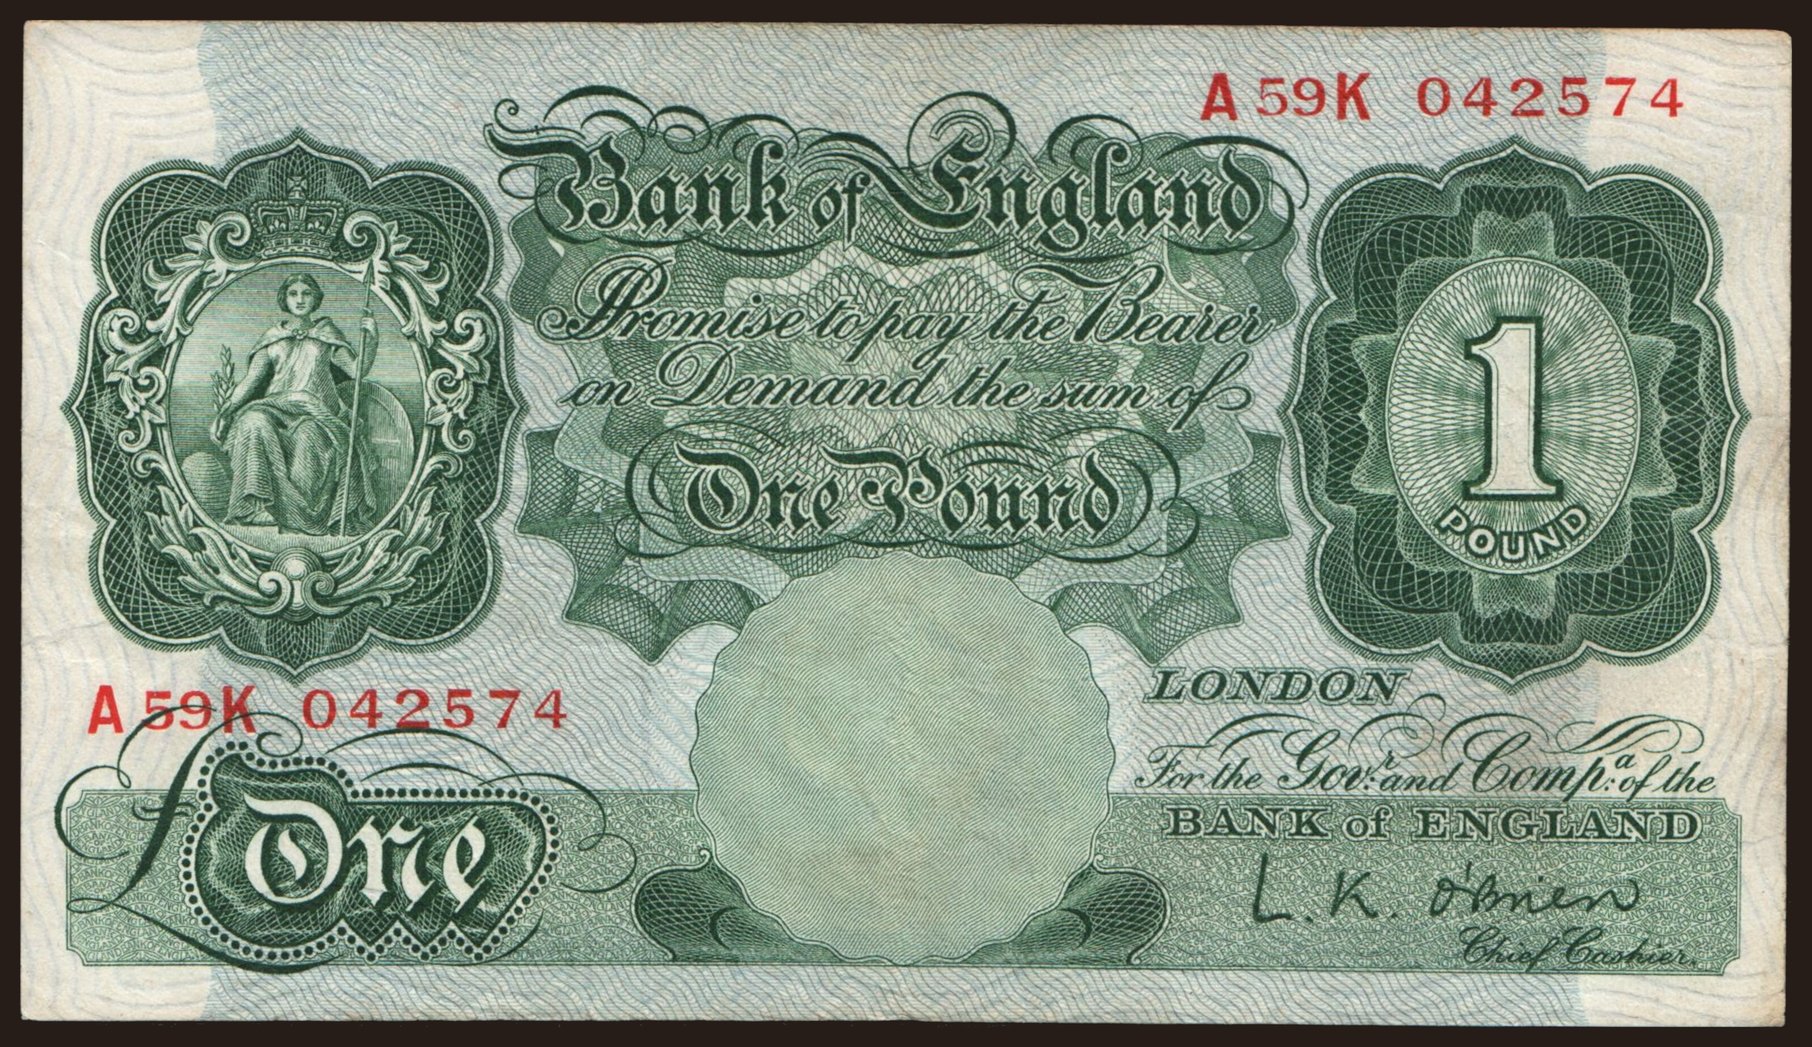 A59K 042574
Bank of England
Promise to pay the Bearer
on Demand the sum of
One Pound
1
POUND
LONDON
A59K 042574
For the Govr: and Compa: of the
BANK of ENGLAND
£One
L.K. O'Brien
Chief Cashier.